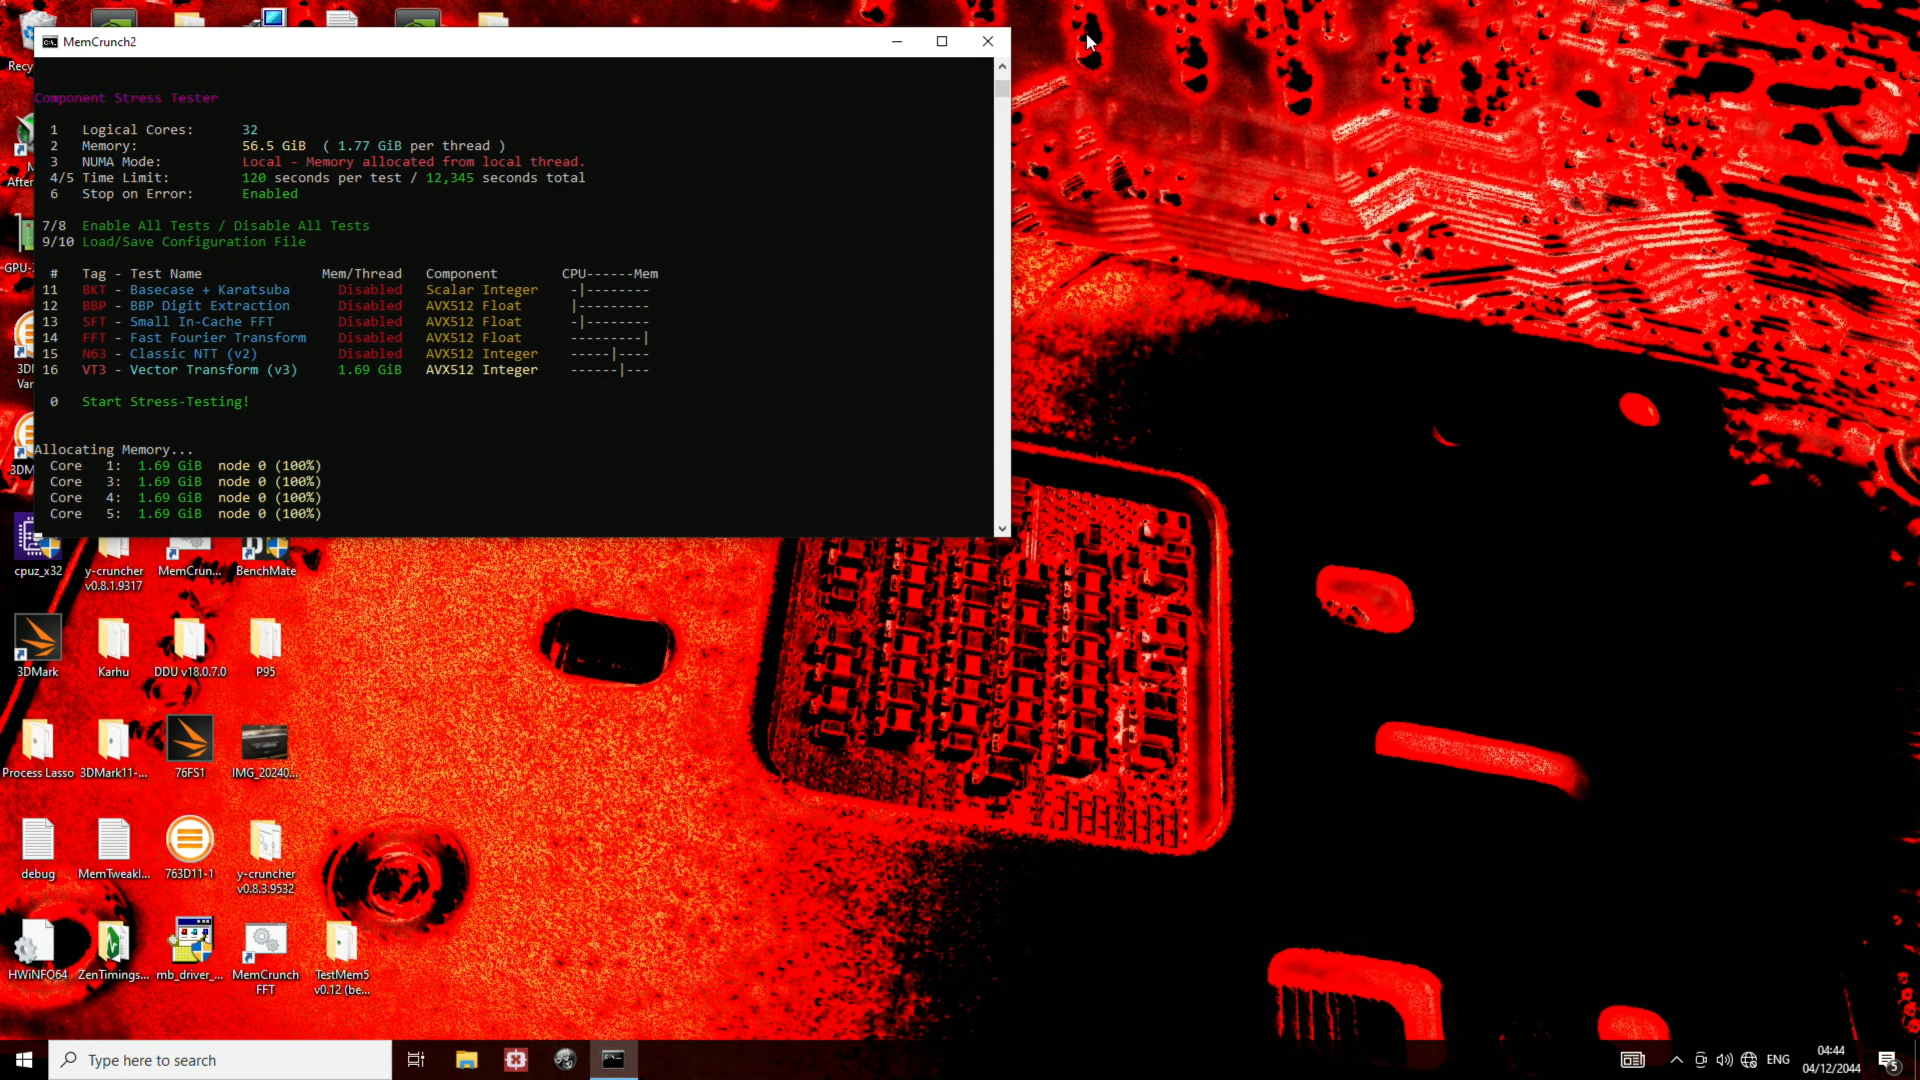 MemCrunch2
Component Stress Tester
1 Logical Cores: 32
2 Memory: 56.5 GiB ( 1.77 GiB per thread )
3 NUMA Mode: Local - Memory allocated from local thread.
4/5 Time Limit: 120 seconds per test / 12,345 seconds total
6 Stop on Error: Enabled
7/8 Enable All Tests / Disable All Tests
9/10 Load/Save Configuration File
# Tag - Test Name Mem/Thread Component CPU------Mem
11 BKT - Basecase + Karatsuba Disabled Scalar Integer -|--------
12 BBP - BBP Digit Extraction Disabled AVX512 Float |---------
13 SFT - Small In-Cache FFT Disabled AVX512 Float -|--------
14 FFT - Fast Fourier Transform Disabled AVX512 Float ---------|
15 N63 - Classic NTT (v2) Disabled AVX512 Integer -----|----
16 VT3 - Vector Transform (v3) 1.69 GiB AVX512 Integer ------|---
0 Start Stress-Testing!
Allocating Memory...
Core 1: 1.69 GiB node 0 (100%)
Core 3: 1.69 GiB node 0 (100%)
Core 4: 1.69 GiB node 0 (100%)
Core 5: 1.69 GiB node 0 (100%)
Recy
After
GPU-
3D
Var
3DM
cpuz_x32
y-cruncher
v0.8.1.9317
MemCrun...
BenchMate
3DMark
Karhu
DDU v18.0.7.0
P95
Process Lasso
3DMark11-...
76FS1
IMG_20240...
debug
MemTweakI...
763D11-1
y-cruncher
v0.8.3.9532
HWiNFO64
ZenTimings...
mb_driver_...
MemCrunch
FFT
TestMem5
v0.12 (be...
Type here to search
ENG
04:44
04/12/2044
5